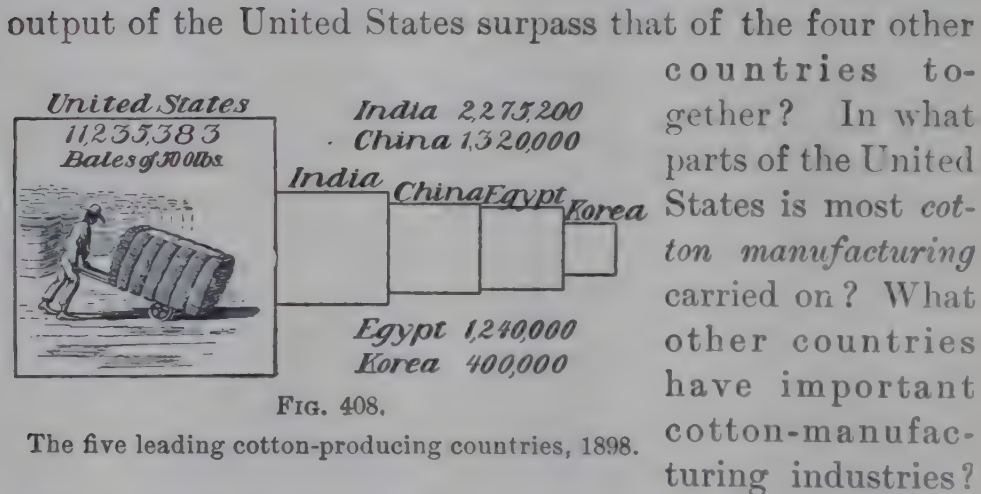 output of the United States surpass that of the four other
countries to-
gether? In what
parts of the United
States is most cot-
ton manufacturing
carried on? What
other countries
have important
cotton-manufac-
turing industries?
United States
11,235,383
Bales of 500 lbs.
India 2,275,200
China 1,320,000
India
China
Egypt
Korea
Egypt 1,240,000
Korea 400,000
FIG. 408.
The five leading cotton-producing countries, 1898.